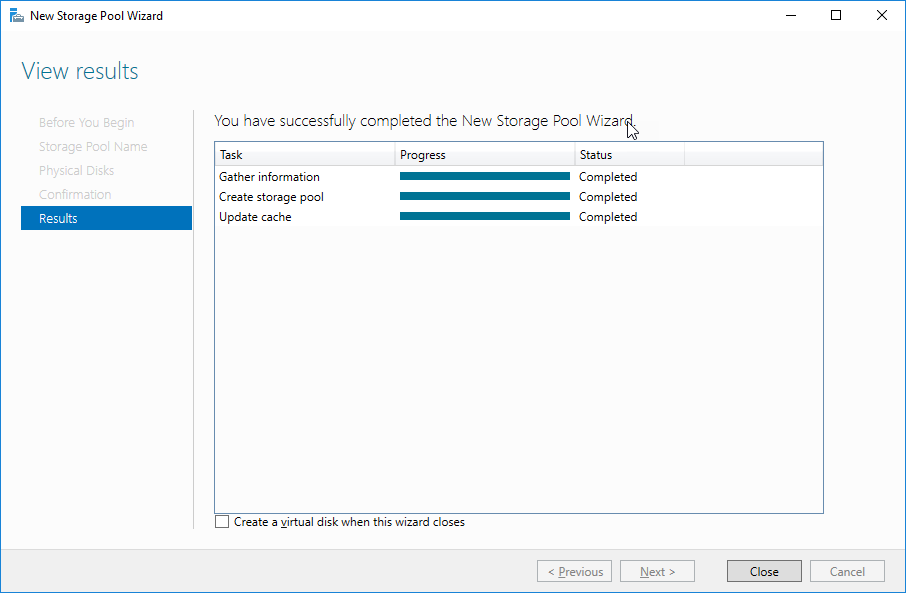 New Storage Pool Wizard
View results
Before You Begin
Storage Pool Name
Physical Disks
Confirmation
Results
You have successfully completed the New Storage Pool Wizard.
Task Progress Status
Gather information Completed
Create storage pool Completed
Update cache Completed
Create a virtual disk when this wizard closes
< Previous Next > Close Cancel